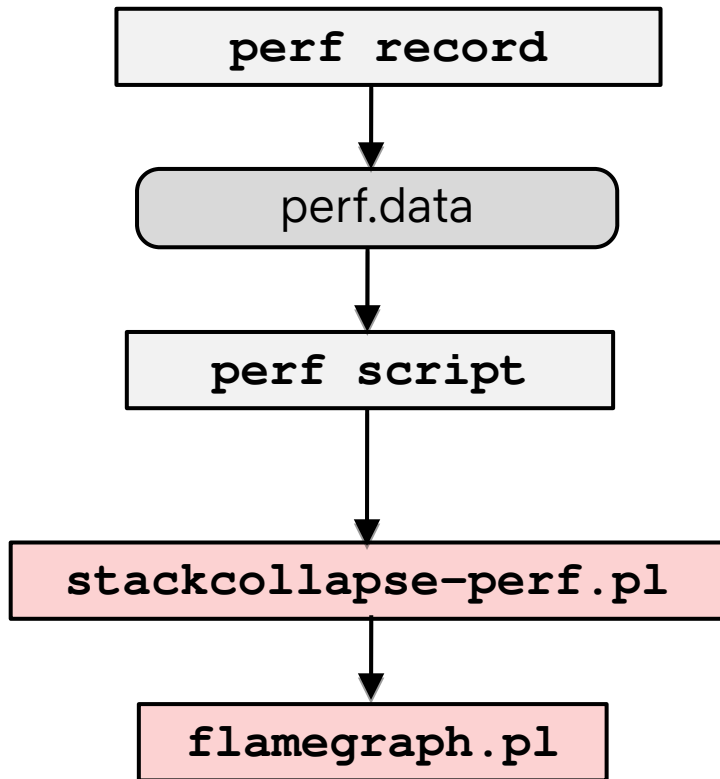 perf record
perf.data
perf script
stackcollapse-perf.pl
flamegraph.pl